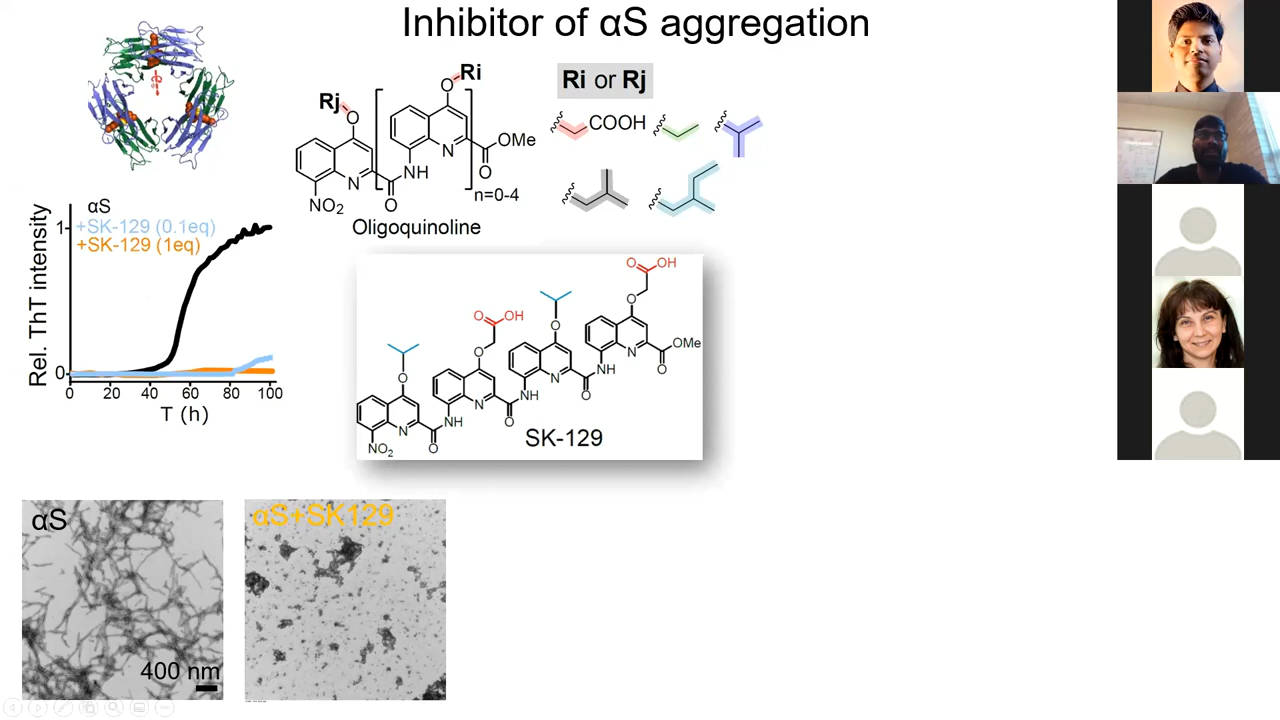 Inhibitor of αS aggregation
Ri
Rj
O
O
N
N
NH
O
O
OMe
NO2
n=0-4
Oligoquinoline
Ri or Rj
COOH
Rel. ThT intensity
αS
+SK-129 (0.1eq)
+SK-129 (1eq)
1
0
0 20 40 60 80 100
T (h)
O
OH
O
OH
O
O
O
O
N
N
N
N
NH
NH
NH
O
O
O
O
OMe
NO2
SK-129
αS
400 nm
αS+SK129